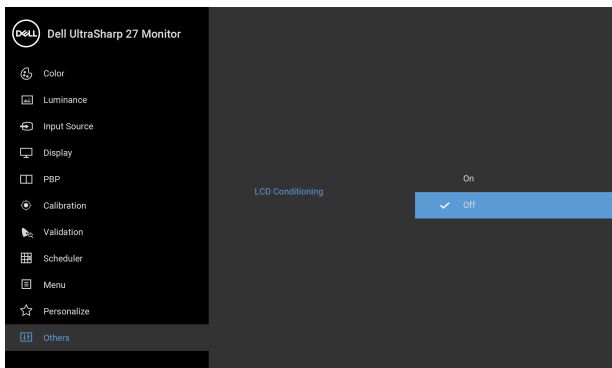 DELL
Dell UltraSharp 27 Monitor
Color
Luminance
Input Source
Display
PBP
Calibration
Validation
Scheduler
Menu
Personalize
Others
LCD Conditioning
On
Off